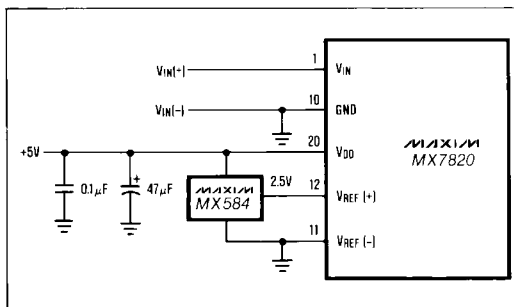 1
VIN(+) VIN
10
VIN(-) GND
20
+5V VDD
MAXIM
MX7820
0.1μF + 47μF
MAXIM
MX584
2.5V 12
VREF (+)
11
VREF (-)